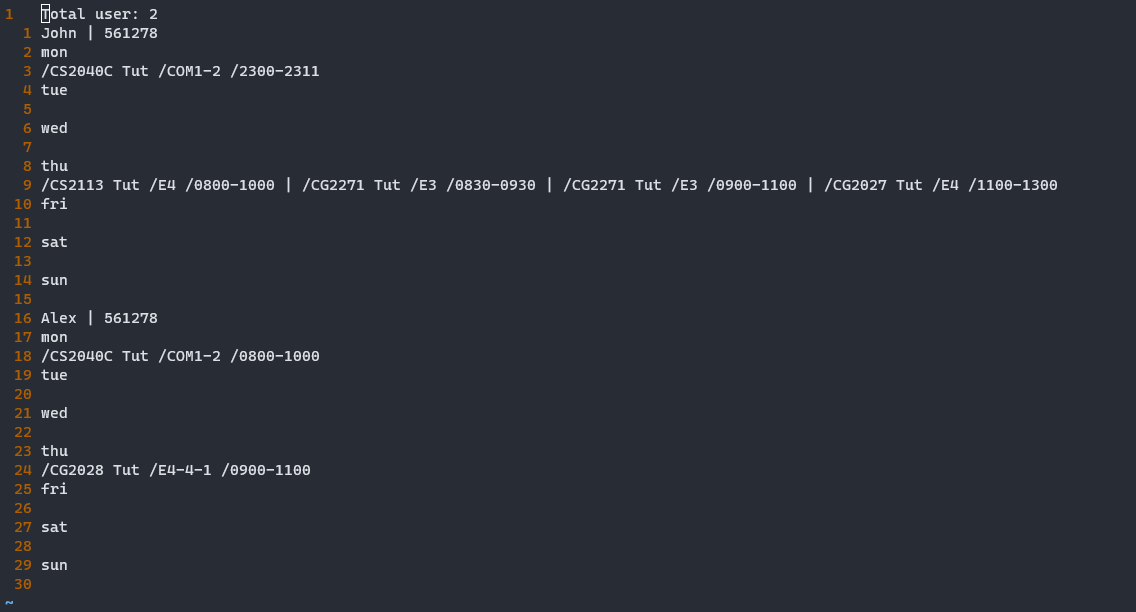 1 Total user: 2
1 John | 561278
2 mon
3 /CS2040C Tut /COM1-2 /2300-2311
4 tue
5
6 wed
7
8 thu
9 /CS2113 Tut /E4 /0800-1000 | /CG2271 Tut /E3 /0830-0930 | /CG2271 Tut /E3 /0900-1100 | /CG2027 Tut /E4 /1100-1300
10 fri
11
12 sat
13
14 sun
15
16 Alex | 561278
17 mon
18 /CS2040C Tut /COM1-2 /0800-1000
19 tue
20
21 wed
22
23 thu
24 /CG2028 Tut /E4-4-1 /0900-1100
25 fri
26
27 sat
28
29 sun
30
~